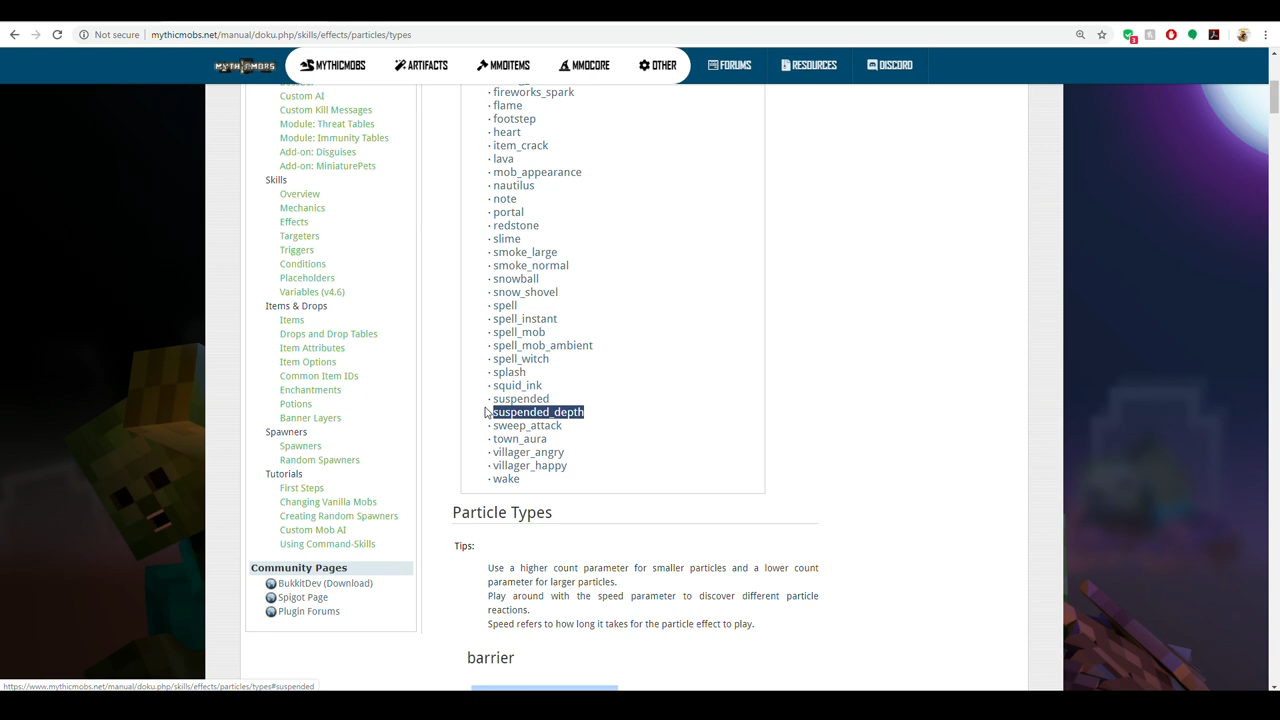 Not secure | mythicmobs.net/manual/doku.php/skills/effects/particles/types
3
MYTHICMOBS
MYTHICMOBS
ARTIFACTS
MMOITEMS
MMOCORE
OTHER
FORUMS
RESOURCES
DISCORD
Custom AI
Custom Kill Messages
Module: Threat Tables
Module: Immunity Tables
Add-on: Disguises
Add-on: MiniaturePets
Skills
Overview
Mechanics
Effects
Targeters
Triggers
Conditions
Placeholders
Variables (v4.6)
Items & Drops
Items
Drops and Drop Tables
Item Attributes
Item Options
Common Item IDs
Enchantments
Potions
Banner Layers
Spawners
Spawners
Random Spawners
Tutorials
First Steps
Changing Vanilla Mobs
Creating Random Spawners
Custom Mob AI
Using Command-Skills
Community Pages
BukkitDev (Download)
Spigot Page
Plugin Forums
fireworks_spark
flame
footstep
heart
item_crack
lava
mob_appearance
nautilus
note
portal
redstone
slime
smoke_large
smoke_normal
snowball
snow_shovel
spell
spell_instant
spell_mob
spell_mob_ambient
spell_witch
splash
squid_ink
suspended
suspended_depth
sweep_attack
town_aura
villager_angry
villager_happy
wake
Particle Types
Tips:
Use a higher count parameter for smaller particles and a lower count
parameter for larger particles.
Play around with the speed parameter to discover different particle
reactions.
Speed refers to how long it takes for the particle effect to play.
barrier
https://www.mythicmobs.net/manual/doku.php/skills/effects/particles/types#suspended